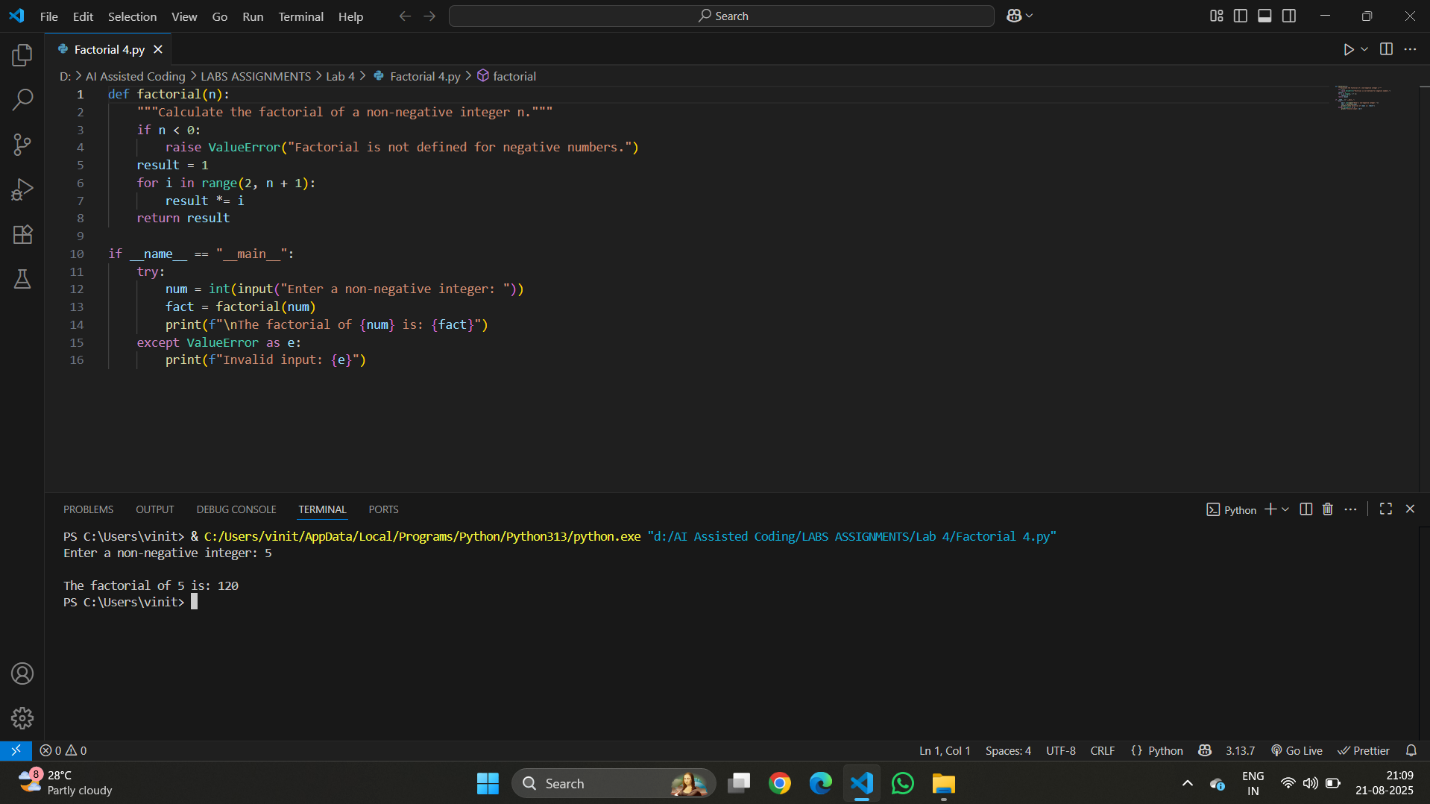 File Edit Selection View Go Run Terminal Help Search
Factorial 4.py
D: > AI Assisted Coding > LABS ASSIGNMENTS > Lab 4 > Factorial 4.py > factorial
1 def factorial(n):
2     """Calculate the factorial of a non-negative integer n."""
3     if n < 0:
4         raise ValueError("Factorial is not defined for negative numbers.")
5     result = 1
6     for i in range(2, n + 1):
7         result *= i
8     return result
9
10 if __name__ == "__main__":
11     try:
12         num = int(input("Enter a non-negative integer: "))
13         fact = factorial(num)
14         print(f"\nThe factorial of {num} is: {fact}")
15     except ValueError as e:
16         print(f"Invalid input: {e}")
PROBLEMS OUTPUT DEBUG CONSOLE TERMINAL PORTS Python
PS C:\Users\vinit> & C:/Users/vinit/AppData/Local/Programs/Python/Python313/python.exe "d:/AI Assisted Coding/LABS ASSIGNMENTS/Lab 4/Factorial 4.py"
Enter a non-negative integer: 5
The factorial of 5 is: 120
PS C:\Users\vinit>
0 0 Ln 1, Col 1 Spaces: 4 UTF-8 CRLF {} Python 3.13.7 Go Live Prettier
8 28°C
Partly cloudy
Search
ENG
IN
21:09
21-08-2025